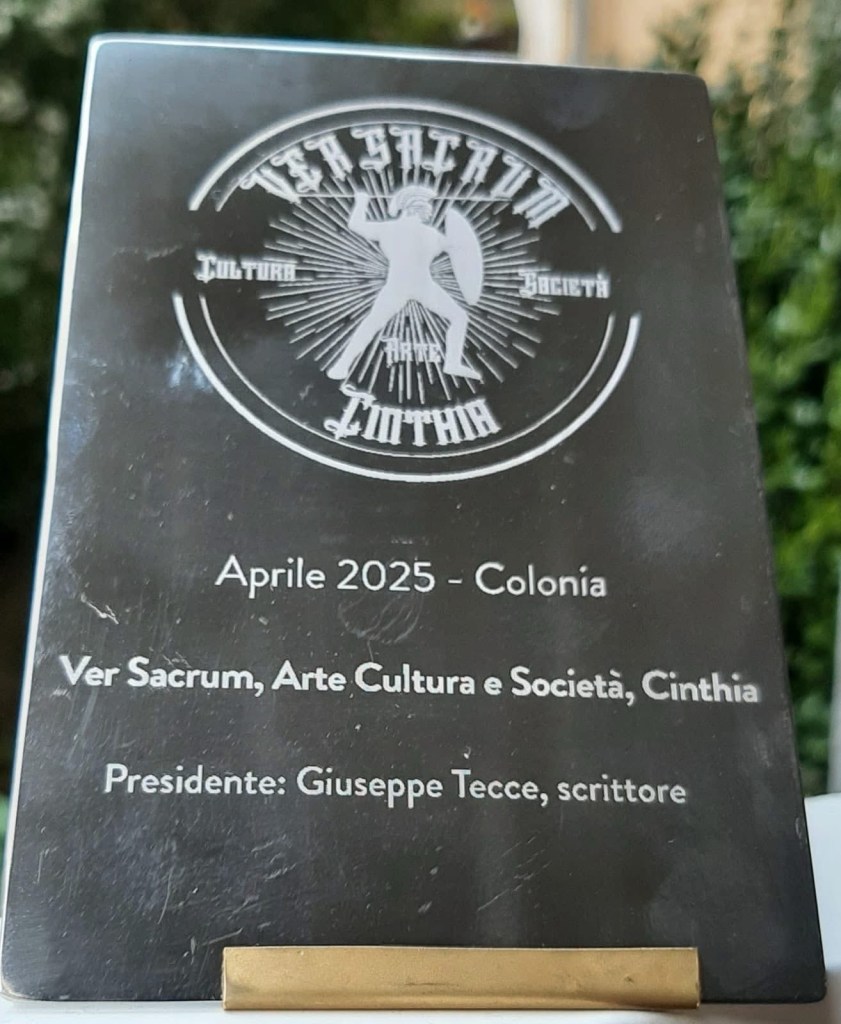 VER SACRUM
CULTURA
SOCIETÀ
ARTE
CINTHIA
Aprile 2025 - Colonia
Ver Sacrum, Arte Cultura e Società, Cinthia
Presidente: Giuseppe Tecce, scrittore